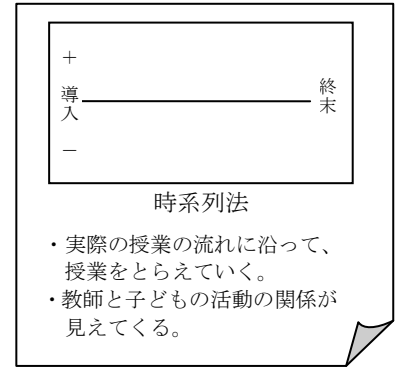 ＋
導入
終末
－
時系列法
・実際の授業の流れに沿って、
授業をとらえていく。
・教師と子どもの活動の関係が
見えてくる。